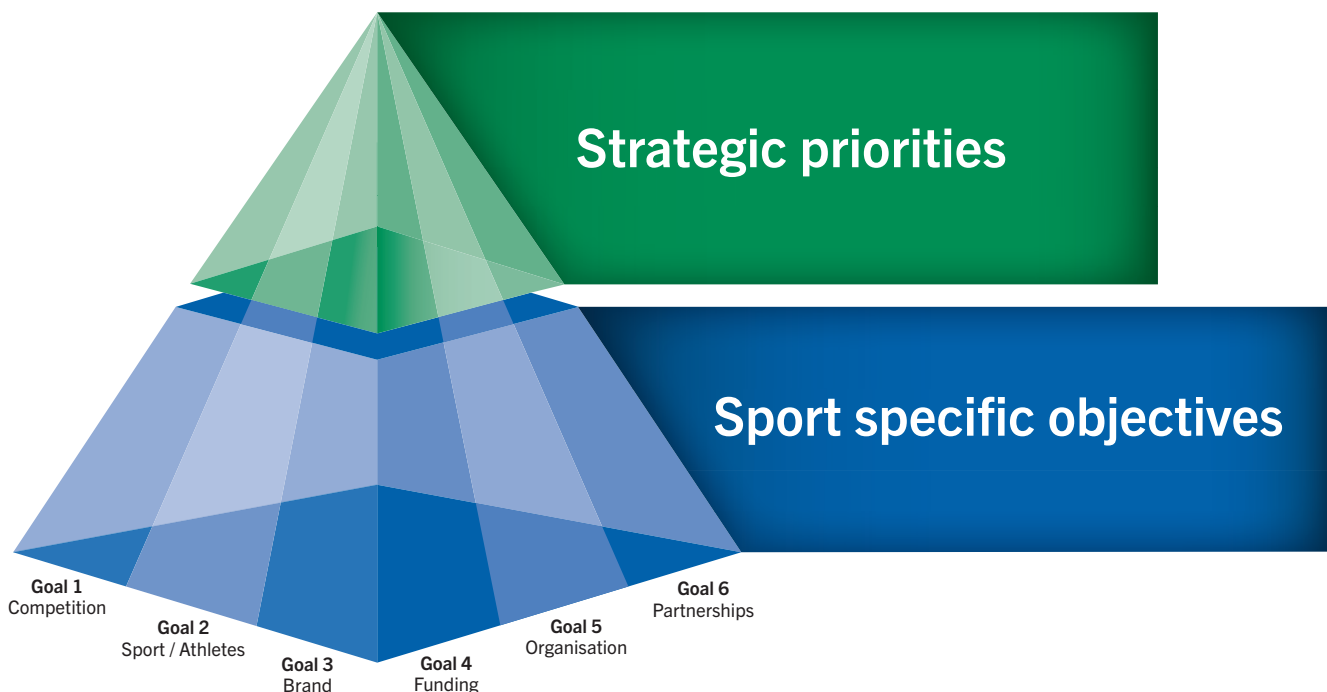 Strategic priorities
Sport specific objectives
Goal 1
Competition
Goal 2
Sport / Athletes
Goal 3
Brand
Goal 4
Funding
Goal 5
Organisation
Goal 6
Partnerships